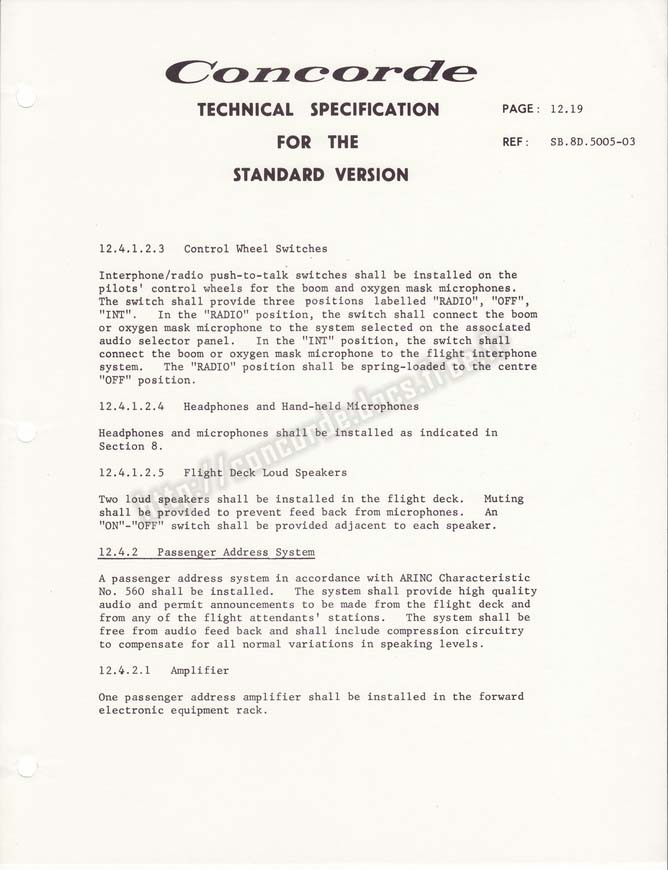 Concorde
TECHNICAL SPECIFICATION
PAGE: 12.19
FOR THE
REF: SB.8D.5005-03
STANDARD VERSION
12.4.1.2.3 Control Wheel Switches
Interphone/radio push-to-talk switches shall be installed on the
pilots' control wheels for the boom and oxygen mask microphones.
The switch shall provide three positions labelled "RADIO", "OFF",
"INT". In the "RADIO" position, the switch shall connect the boom
or oxygen mask microphone to the system selected on the associated
audio selector panel. In the "INT" position, the switch shall
connect the boom or oxygen mask microphone to the flight interphone
system. The "RADIO" position shall be spring-loaded to the centre
"OFF" position.
12.4.1.2.4 Headphones and Hand-held Microphones
Headphones and microphones shall be installed as indicated in
Section 8.
12.4.1.2.5 Flight Deck Loud Speakers
Two loud speakers shall be installed in the flight deck. Muting
shall be provided to prevent feed back from microphones. An
"ON"-"OFF" switch shall be provided adjacent to each speaker.
12.4.2 Passenger Address System
A passenger address system in accordance with ARINC Characteristic
No. 560 shall be installed. The system shall provide high quality
audio and permit announcements to be made from the flight deck and
from any of the flight attendants' stations. The system shall be
free from audio feed back and shall include compression circuitry
to compensate for all normal variations in speaking levels.
12.4.2.1 Amplifier
One passenger address amplifier shall be installed in the forward
electronic equipment rack.